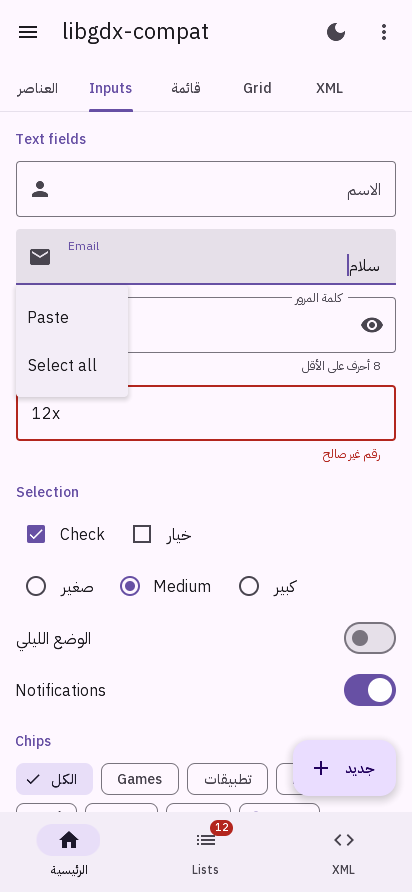 libgdx-compat
العناصر
Inputs
قائمة
Grid
XML
Text fields
الاسم
Email
سلام
كلمة المرور
Paste
Select all
8 أحرف على الأقل
12x
رقم غير صالح
Selection
Check
خيار
صغير
Medium
كبير
الوضع الليلي
Notifications
Chips
الكل
Games
تطبيقات
جديد
12
الرئيسية
Lists
XML